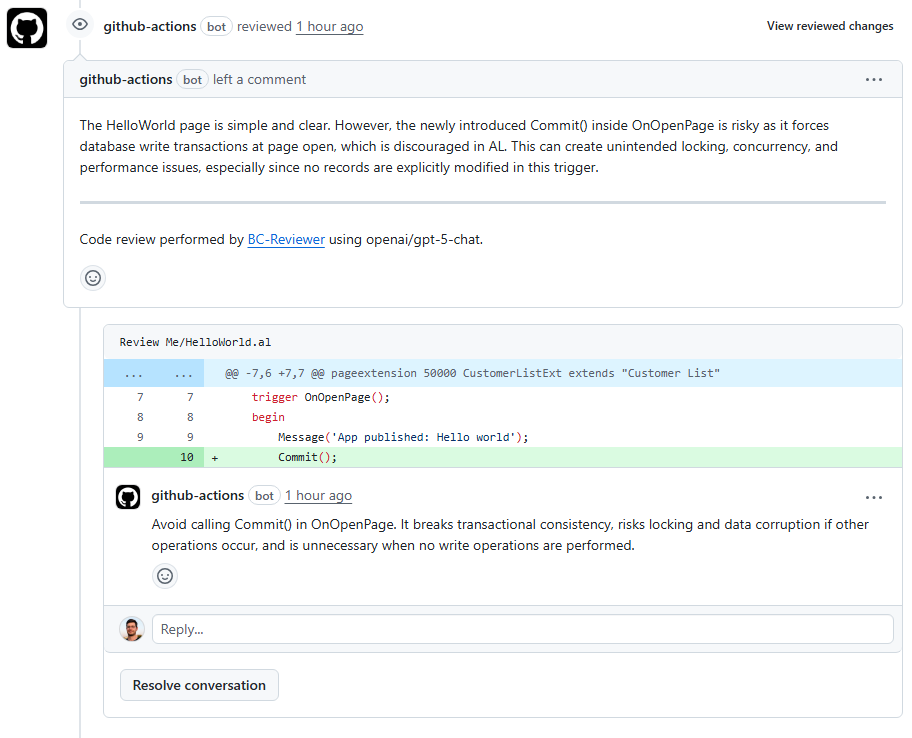 github-actions bot reviewed 1 hour ago View reviewed changes
github-actions bot left a comment ...
The HelloWorld page is simple and clear. However, the newly introduced Commit() inside OnOpenPage is risky as it forces
database write transactions at page open, which is discouraged in AL. This can create unintended locking, concurrency, and
performance issues, especially since no records are explicitly modified in this trigger.
Code review performed by BC-Reviewer using openai/gpt-5-chat.
Review Me/HelloWorld.al
... ... @@ -7,6 +7,7 @@ pageextension 50000 CustomerListExt extends "Customer List"
7 7 trigger OnOpenPage();
8 8 begin
9 9 Message('App published: Hello world');
10 + Commit();
github-actions bot 1 hour ago ...
Avoid calling Commit() in OnOpenPage. It breaks transactional consistency, risks locking and data corruption if other
operations occur, and is unnecessary when no write operations are performed.
Reply...
Resolve conversation